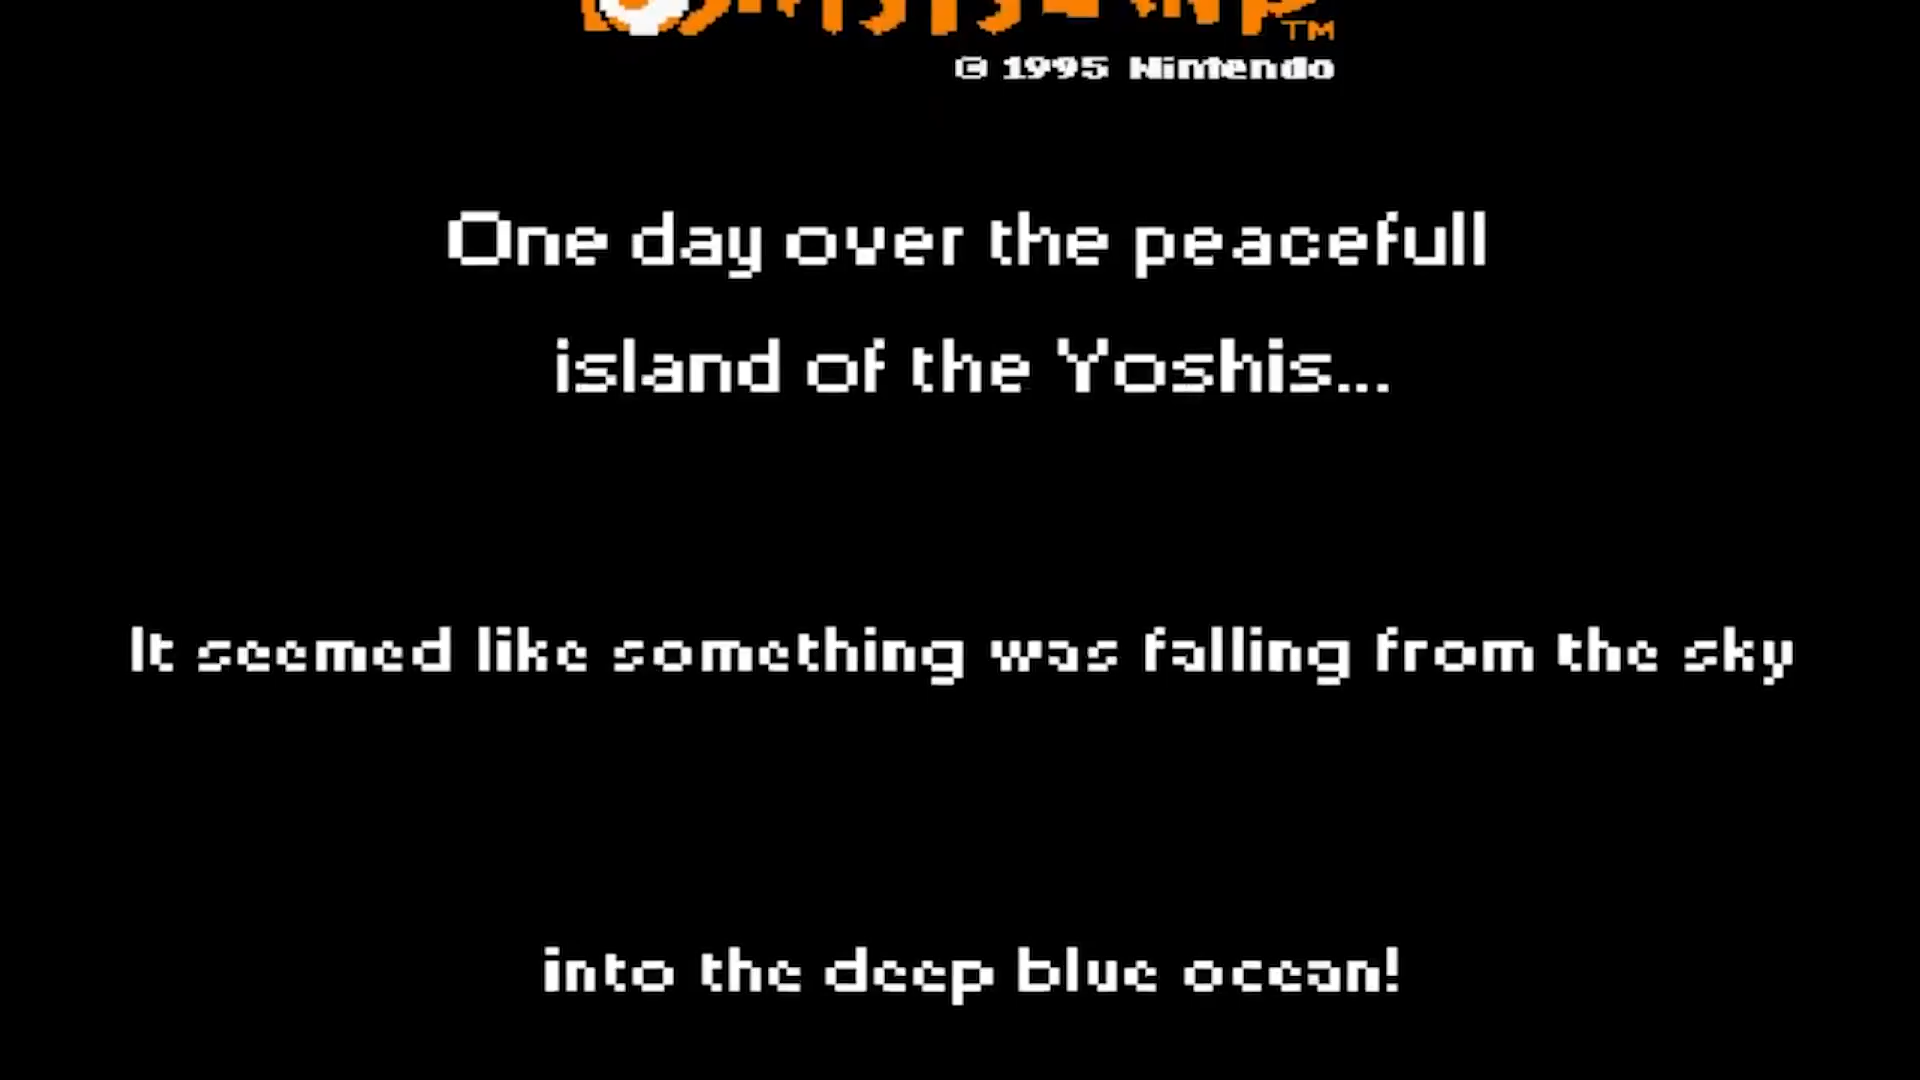 TM
© 1995 Nintendo
One day over the peacefull
island of the Yoshis...
It seemed like something was falling from the sky
into the deep blue ocean!